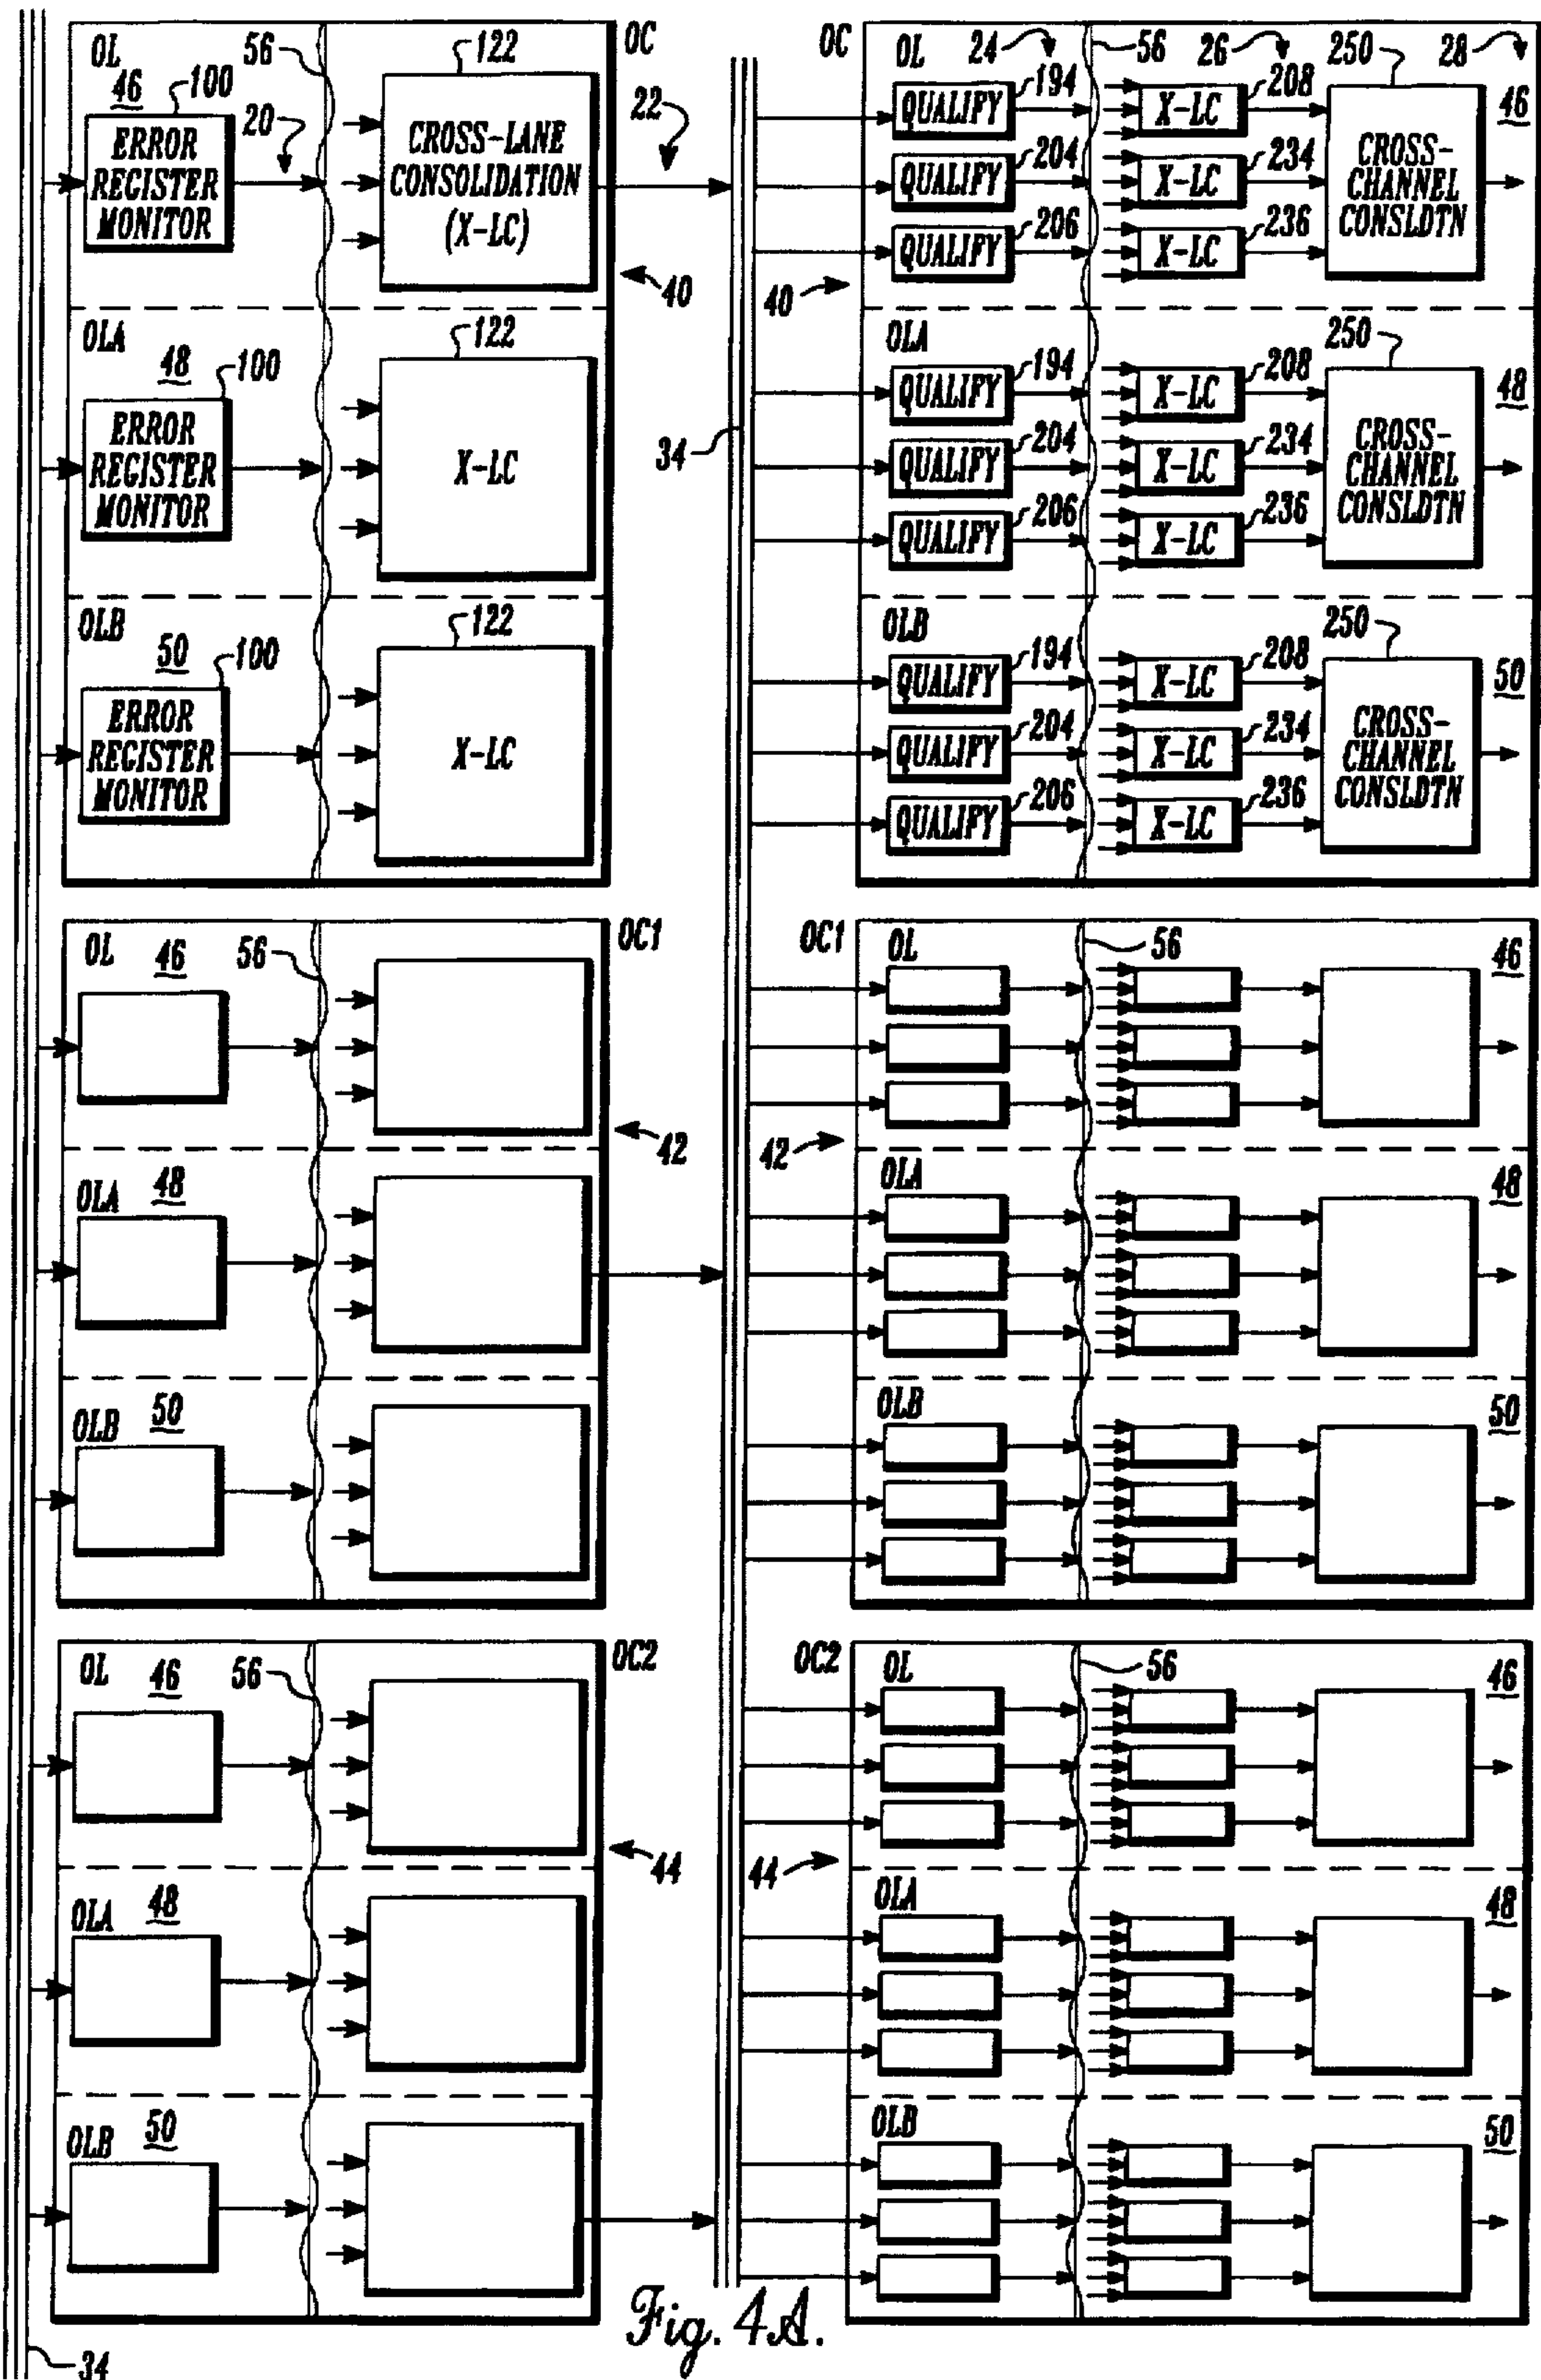 OL
46
100
ERROR
REGISTER
MONITOR
20
56
122
CROSS-LANE
CONSOLIDATION
(X-LC)
OC
22
40
OLA
48
100
ERROR
REGISTER
MONITOR
122
X-LC
OLB
50
100
ERROR
REGISTER
MONITOR
122
X-LC
34
OC
40
OL
24
56
26
250
28
QUALIFY
194
X-LC
208
46
QUALIFY
204
X-LC
234
CROSS-
CHANNEL
CONSLDTN
QUALIFY
206
X-LC
236
OLA
250
QUALIFY
194
X-LC
208
48
QUALIFY
204
X-LC
234
CROSS-
CHANNEL
CONSLDTN
QUALIFY
206
X-LC
236
OLB
250
QUALIFY
194
X-LC
208
50
QUALIFY
204
X-LC
234
CROSS-
CHANNEL
CONSLDTN
QUALIFY
206
X-LC
236
OL
46
56
OC1
42
OLA
48
OLB
50
OC1
OL
56
46
42
OLA
48
OLB
50
OL
46
56
OC2
44
OLA
48
OLB
50
OC2
OL
56
46
44
OLA
48
OLB
50
34
Fig. 4A.